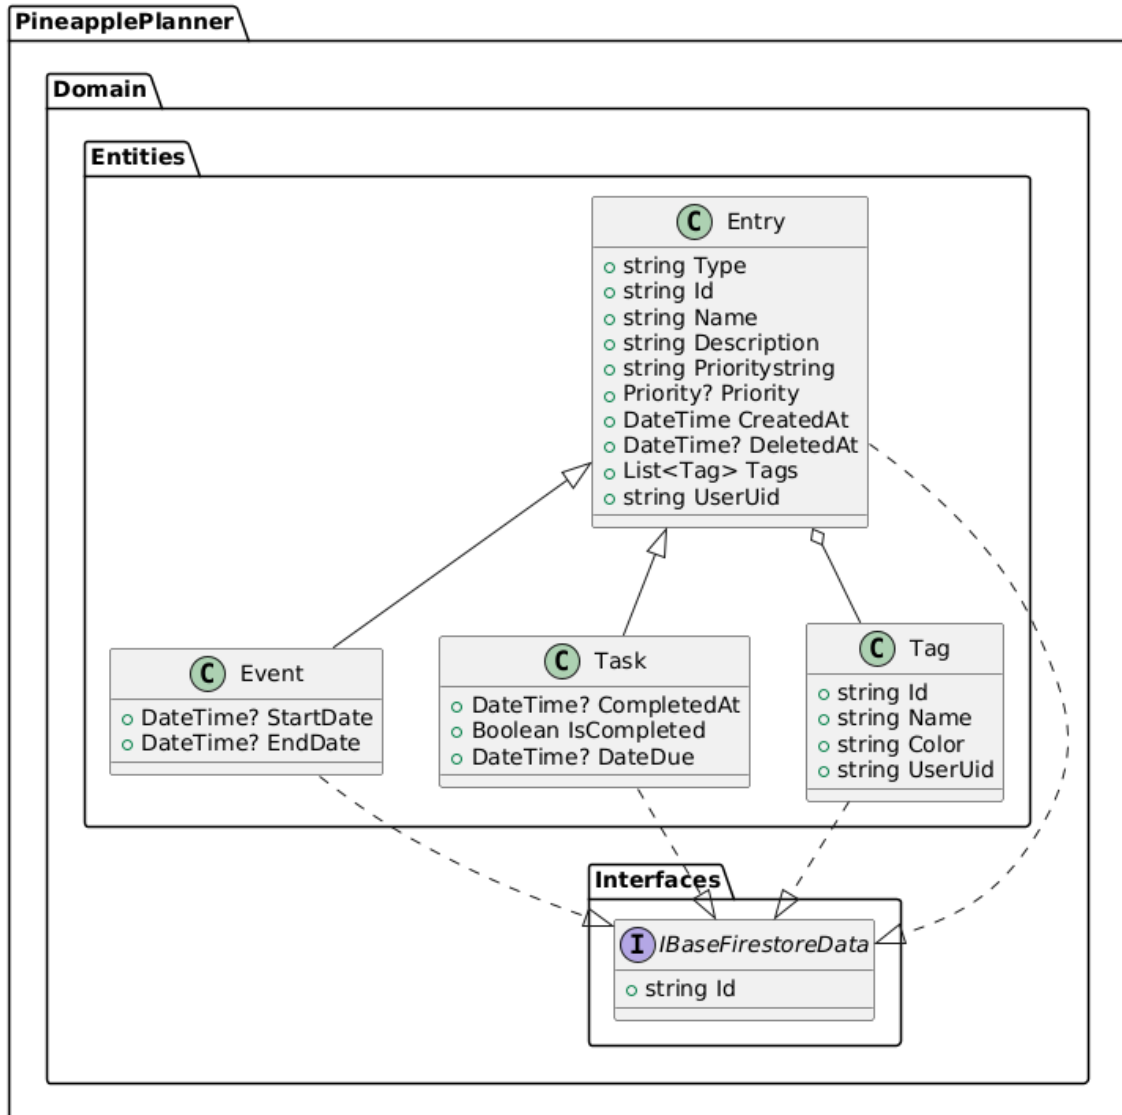 PineapplePlanner
Domain
Entities
C Entry
string Type
string Id
string Name
string Description
string Prioritystring
Priority? Priority
DateTime CreatedAt
DateTime? DeletedAt
List<Tag> Tags
string UserUid
C Event
DateTime? StartDate
DateTime? EndDate
C Task
DateTime? CompletedAt
Boolean IsCompleted
DateTime? DateDue
C Tag
string Id
string Name
string Color
string UserUid
Interfaces
I IBaseFirestoreData
string Id